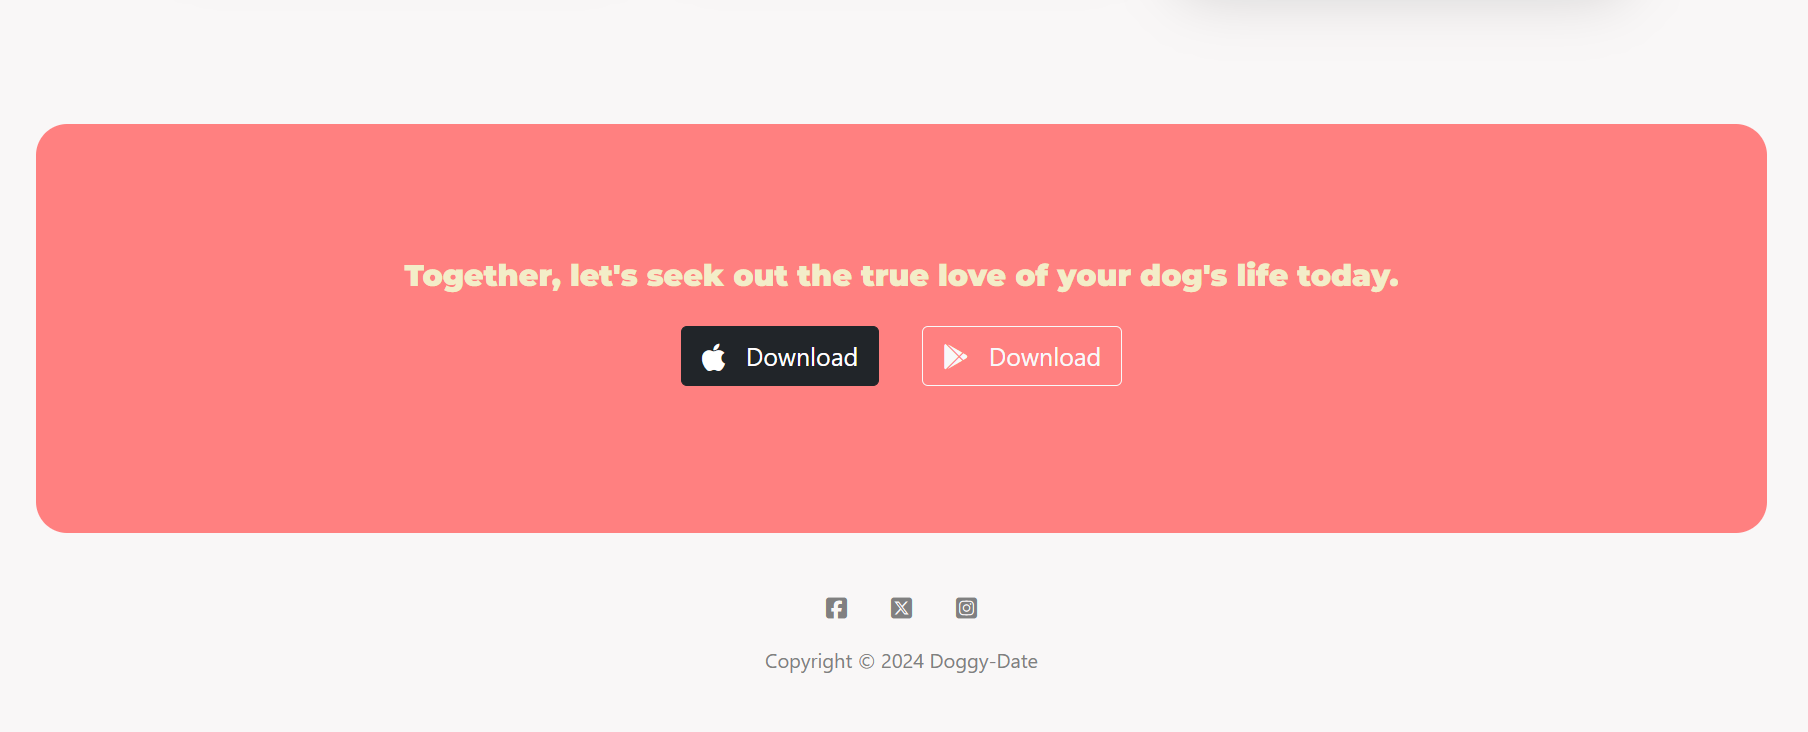 Together, let's seek out the true love of your dog's life today.
Download Download
Copyright © 2024 Doggy-Date